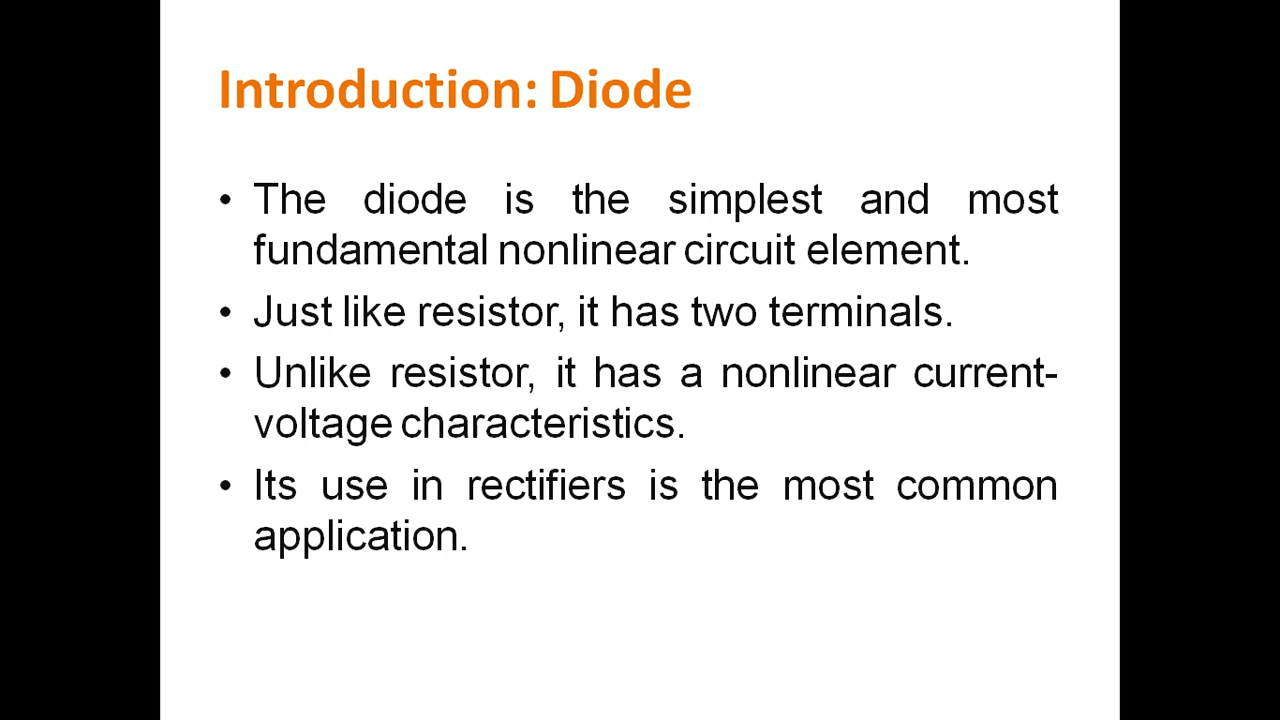 Introduction: Diode
• The diode is the simplest and most
fundamental nonlinear circuit element.
• Just like resistor, it has two terminals.
• Unlike resistor, it has a nonlinear current-
voltage characteristics.
• Its use in rectifiers is the most common
application.